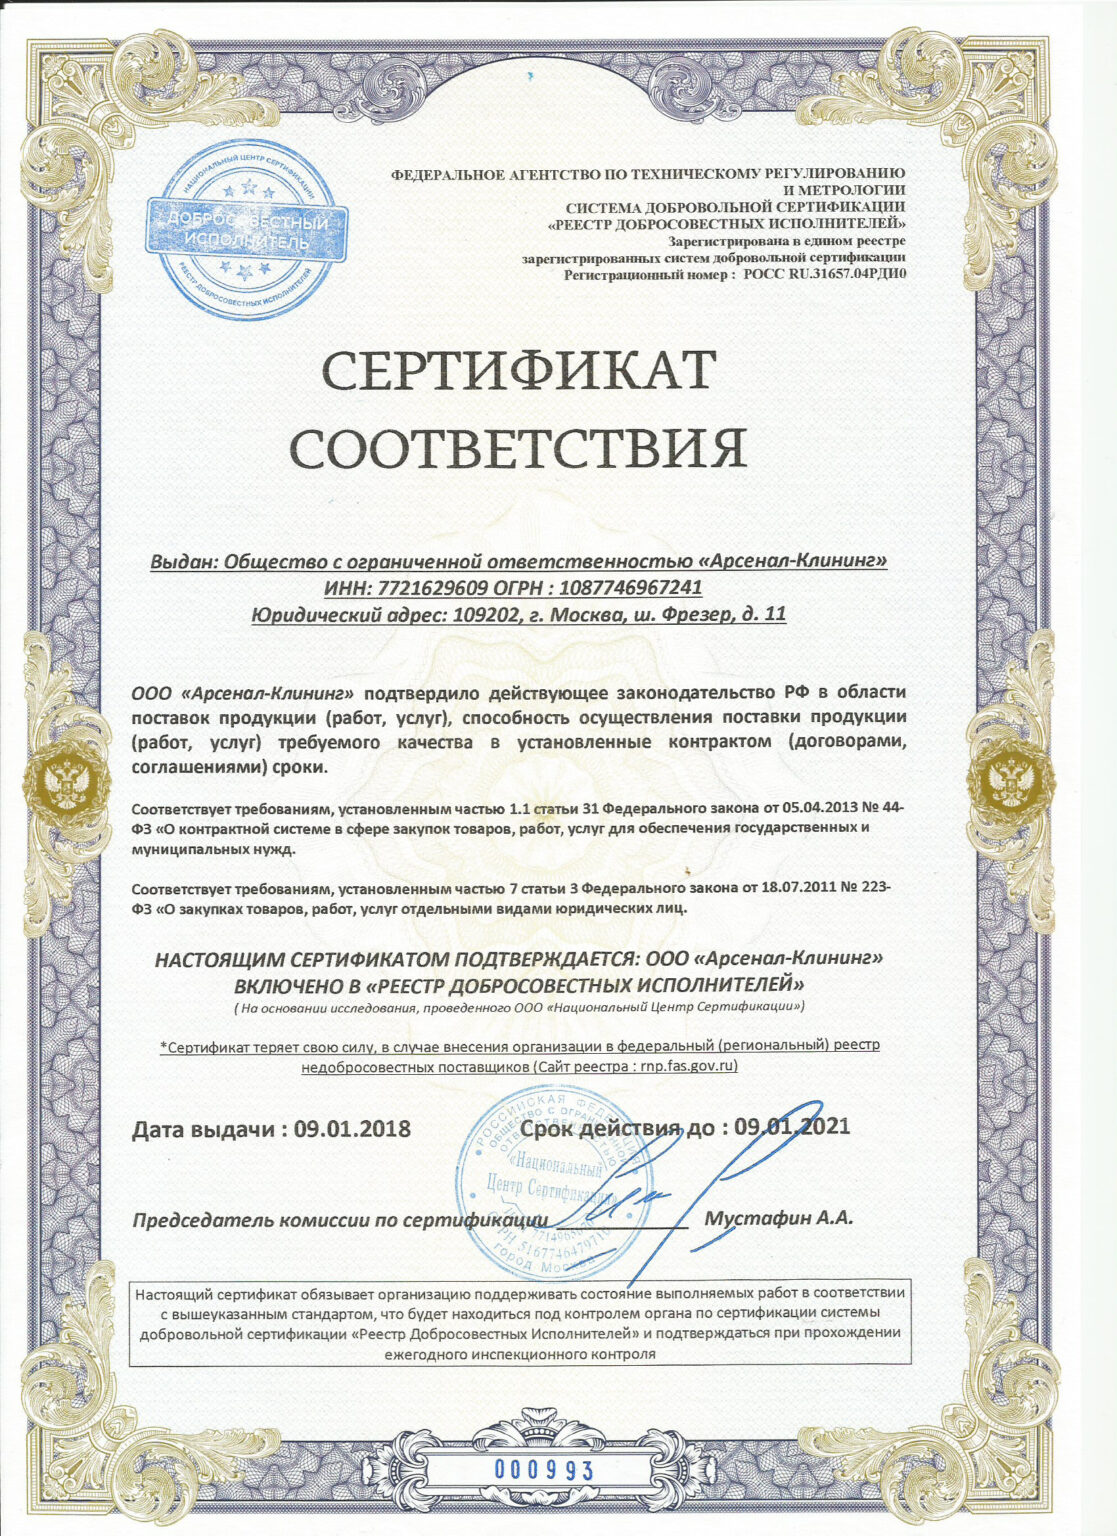 НАЦИОНАЛЬНЫЙ ЦЕНТР СЕРТИФИКАЦИИ
ДОБРОСОВЕСТНЫЙ
ИСПОЛНИТЕЛЬ
РЕЕСТР ДОБРОСОВЕСТНЫХ ИСПОЛНИТЕЛЕЙ
ФЕДЕРАЛЬНОЕ АГЕНТСТВО ПО ТЕХНИЧЕСКОМУ РЕГУЛИРОВАНИЮ
И МЕТРОЛОГИИ
СИСТЕМА ДОБРОВОЛЬНОЙ СЕРТИФИКАЦИИ
«РЕЕСТР ДОБРОСОВЕСТНЫХ ИСПОЛНИТЕЛЕЙ»
Зарегистрирована в едином реестре
зарегистрированных систем добровольной сертификации
Регистрационный номер : РОСС RU.31657.04РДИ0
СЕРТИФИКАТ
СООТВЕТСТВИЯ
Выдан: Общество с ограниченной ответственностью «Арсенал-Клининг»
ИНН: 7721629609 ОГРН : 1087746967241
Юридический адрес: 109202, г. Москва, ш. Фрезер, д. 11
ООО «Арсенал-Клининг» подтвердило действующее законодательство РФ в области
поставок продукции (работ, услуг), способность осуществления поставки продукции
(работ, услуг) требуемого качества в установленные контрактом (договорами,
соглашениями) сроки.
Соответствует требованиям, установленным частью 1.1 статьи 31 Федерального закона от 05.04.2013 № 44-
ФЗ «О контрактной системе в сфере закупок товаров, работ, услуг для обеспечения государственных и
муниципальных нужд.
Соответствует требованиям, установленным частью 7 статьи 3 Федерального закона от 18.07.2011 № 223-
ФЗ «О закупках товаров, работ, услуг отдельными видами юридических лиц.
НАСТОЯЩИМ СЕРТИФИКАТОМ ПОДТВЕРЖДАЕТСЯ: ООО «Арсенал-Клининг»
ВКЛЮЧЕНО В «РЕЕСТР ДОБРОСОВЕСТНЫХ ИСПОЛНИТЕЛЕЙ»
( На основании исследования, проведенного ООО «Национальный Центр Сертификации»)
*Сертификат теряет свою силу, в случае внесения организации в федеральный (региональный) реестр
недобросовестных поставщиков (Сайт реестра : rnp.fas.gov.ru)
Дата выдачи : 09.01.2018 Срок действия до : 09.01.2021
РОССИЙСКАЯ ФЕДЕРАЦИЯ
ОБЩЕСТВО С ОГРАНИЧЕННОЙ
ОТВЕТСТВЕННОСТЬЮ
«Национальный
Центр Сертификации»
город Москва
Председатель комиссии по сертификации ______________ Мустафин А.А.
Настоящий сертификат обязывает организацию поддерживать состояние выполняемых работ в соответствии
с вышеуказанным стандартом, что будет находиться под контролем органа по сертификации системы
добровольной сертификации «Реестр Добросовестных Исполнителей» и подтверждаться при прохождении
ежегодного инспекционного контроля
000993